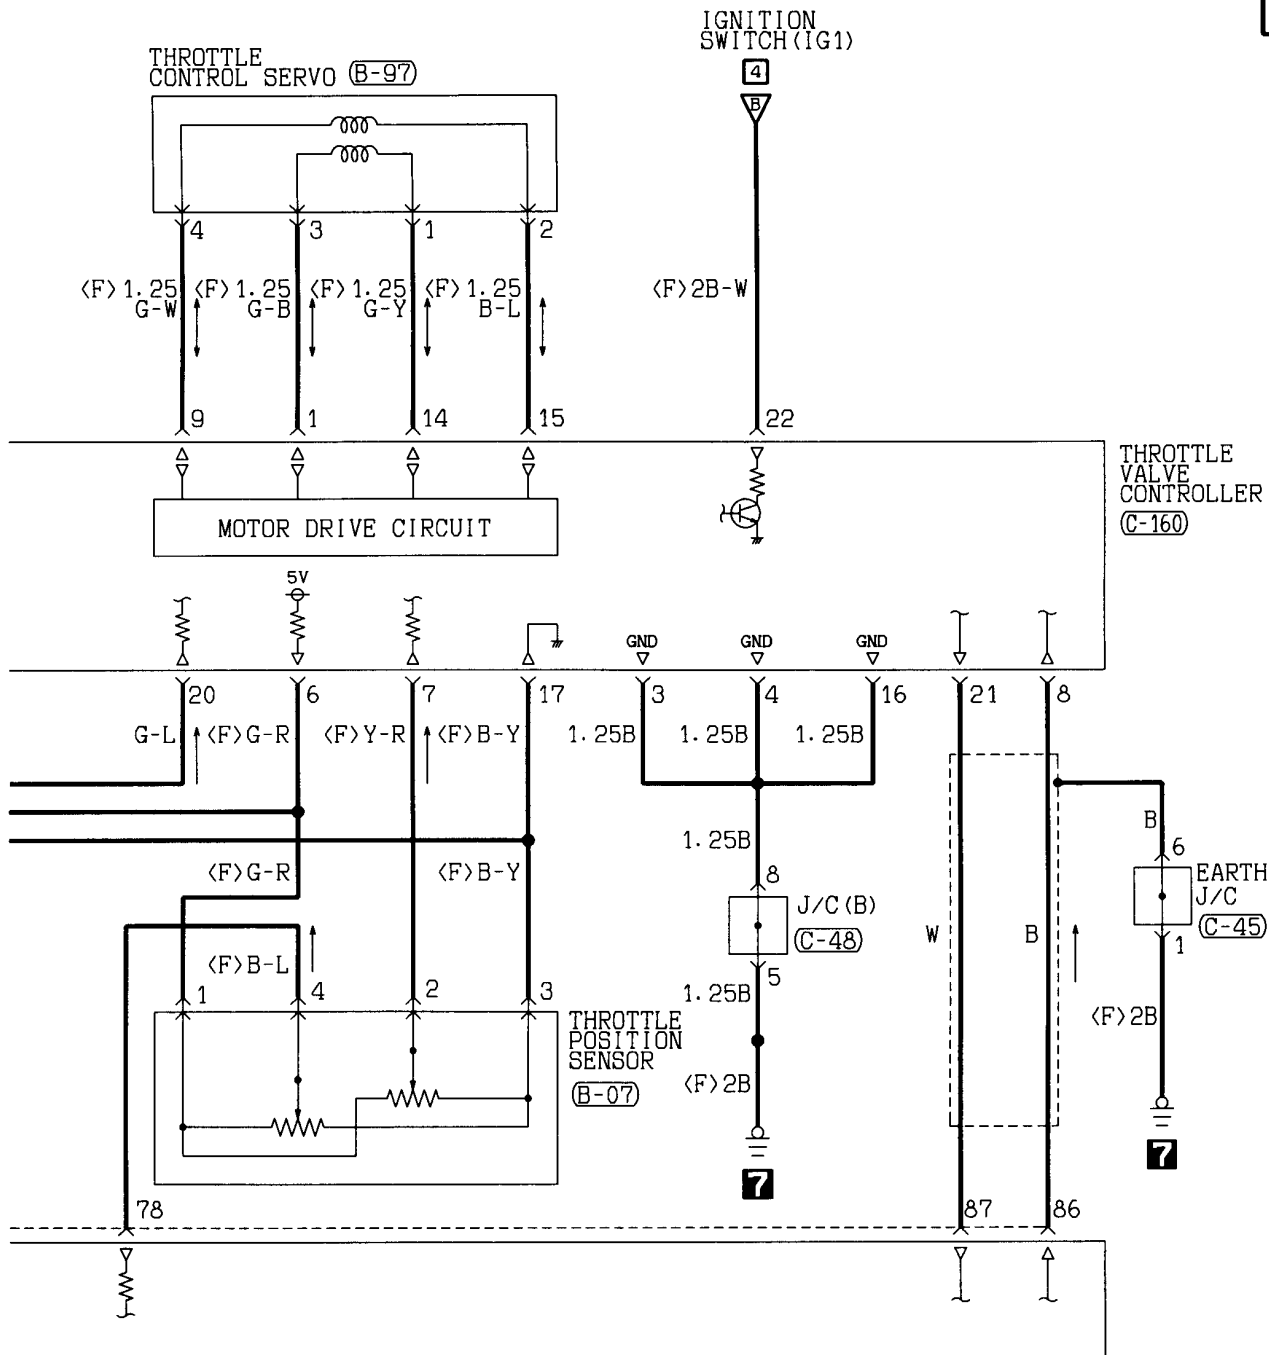 IGNITION
SWITCH(IG1)
4
B
THROTTLE
CONTROL SERVO (B-97)
4 3 1 2
<F>1.25 <F>1.25 <F>1.25 <F>1.25 <F>2B-W
G-W G-B G-Y B-L
9 1 14 15 22
THROTTLE
VALVE
CONTROLLER
(C-160)
MOTOR DRIVE CIRCUIT
5V
GND GND GND
20 6 7 17 3 4 16 21 8
G-L <F>G-R <F>Y-R <F>B-Y 1.25B 1.25B 1.25B
B
1.25B 6
<F>G-R <F>B-Y 8 EARTH
J/C
(C-45)
J/C(B)
(C-48)
W B 1
<F>B-L 5
1 4 2 3 1.25B
<F>2B
THROTTLE
POSITION
SENSOR
(B-07)
<F>2B
7
7
78 87 86